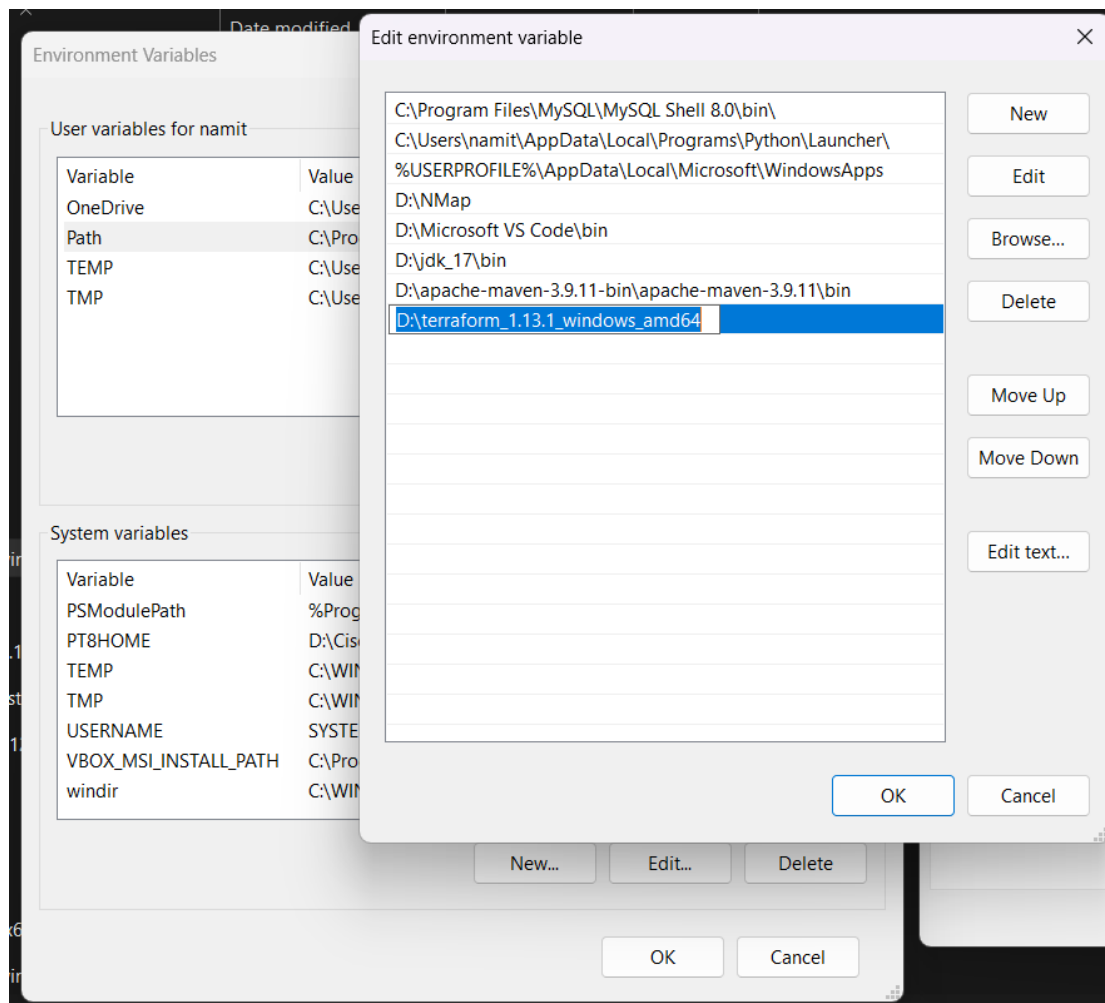 Date modified
Environment Variables
User variables for namit
Variable Value
OneDrive C:\Use
Path C:\Pro
TEMP C:\Use
TMP C:\Use
System variables
Variable Value
PSModulePath %Prog
PT8HOME D:\Cis
TEMP C:\WIN
TMP C:\WIN
USERNAME SYSTE
VBOX_MSI_INSTALL_PATH C:\Pro
windir C:\WIN
New... Edit... Delete
OK Cancel
Edit environment variable
C:\Program Files\MySQL\MySQL Shell 8.0\bin\
C:\Users\namit\AppData\Local\Programs\Python\Launcher\
%USERPROFILE%\AppData\Local\Microsoft\WindowsApps
D:\NMap
D:\Microsoft VS Code\bin
D:\jdk_17\bin
D:\apache-maven-3.9.11-bin\apache-maven-3.9.11\bin
D:\terraform_1.13.1_windows_amd64
New
Edit
Browse...
Delete
Move Up
Move Down
Edit text...
OK Cancel